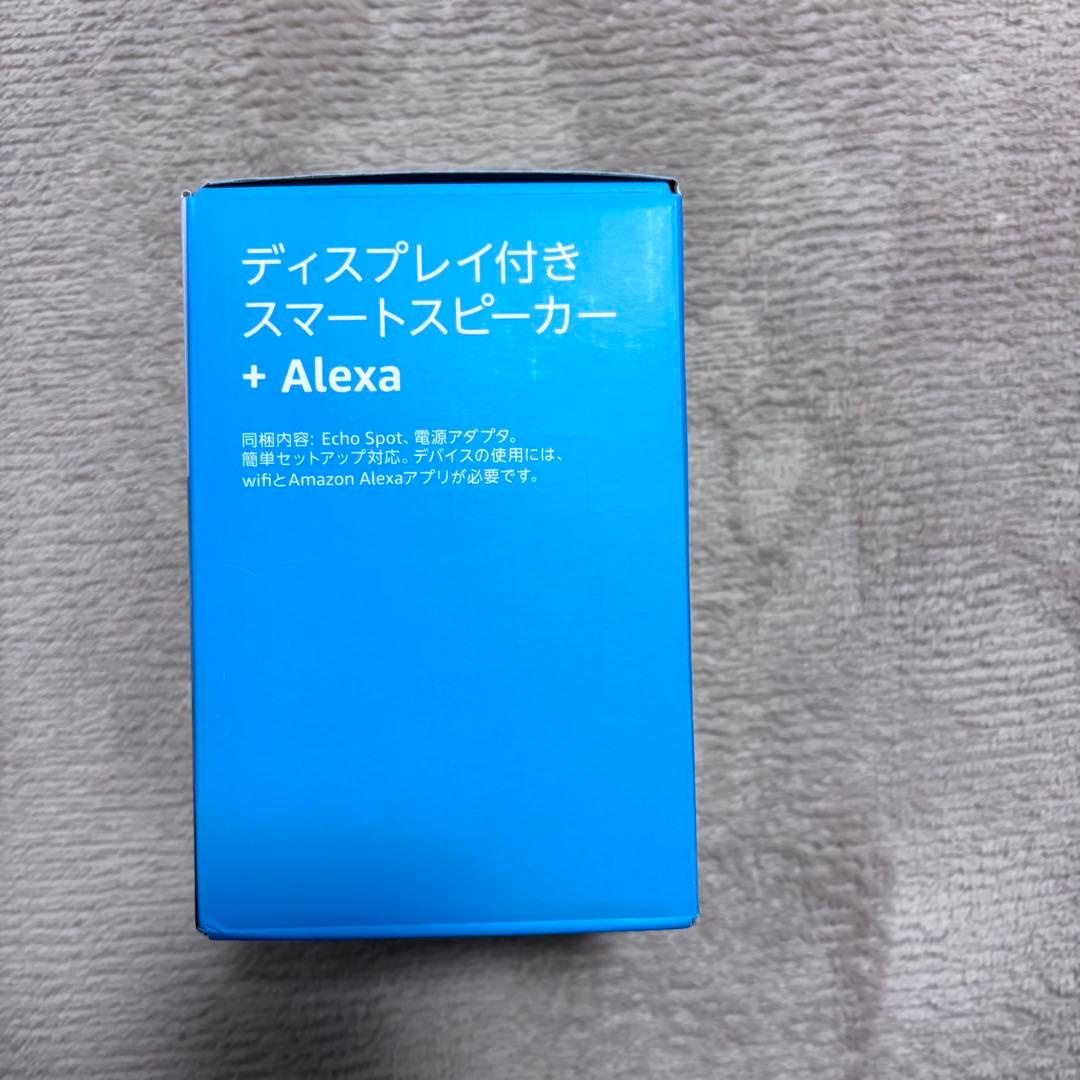 ディスプレイ付き
スマートスピーカー
+ Alexa
同梱内容: Echo Spot、電源アダプタ。
簡単セットアップ対応。デバイスの使用には、
wifiとAmazon Alexaアプリが必要です。